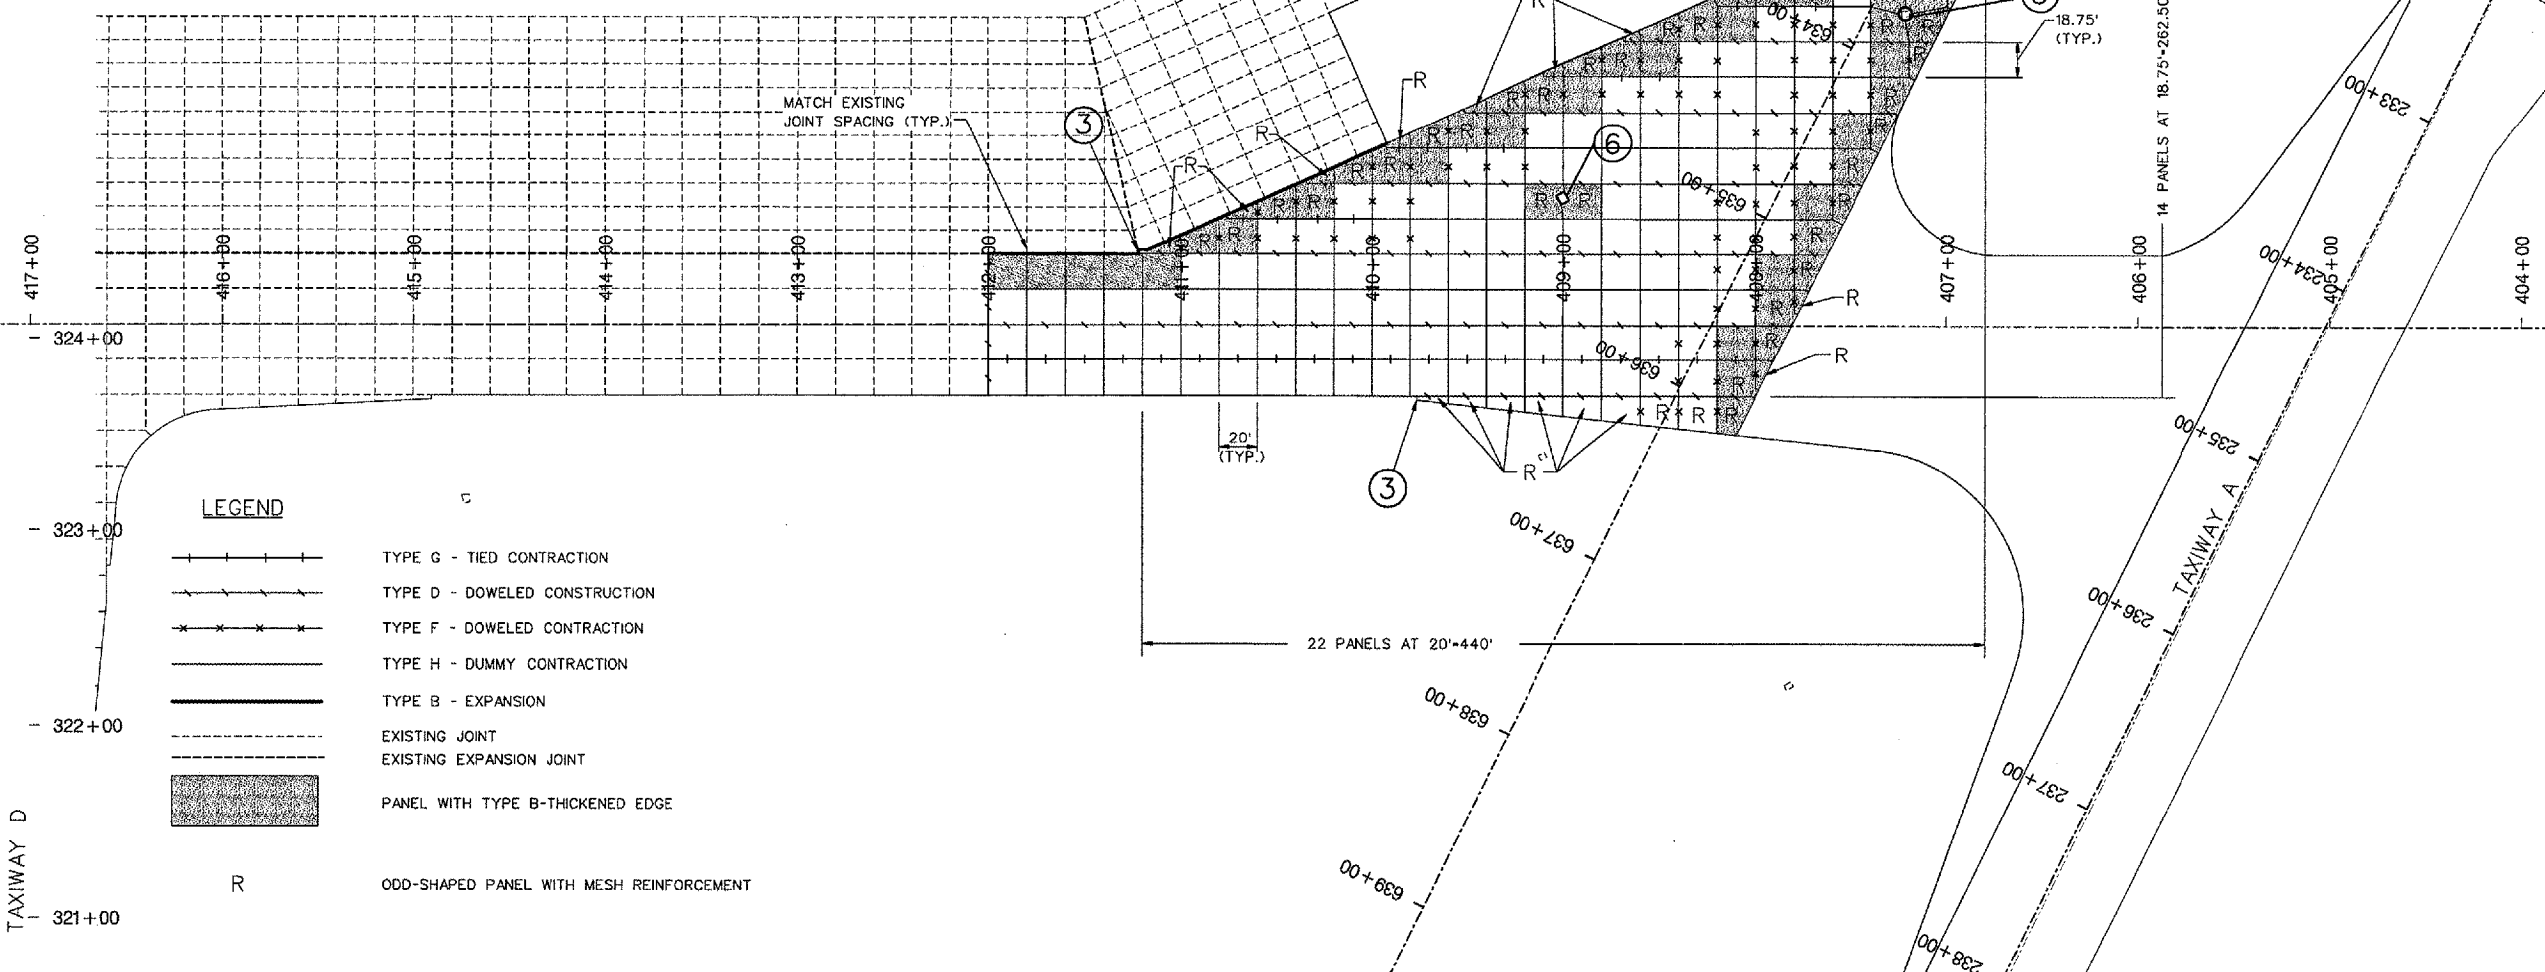 18.75'
(TYP.)
14 PANELS AT 18.75'=262.50
634+00
R
MATCH EXISTING
JOINT SPACING (TYP.)
3
R
R
R
6
R R
635+00
233+00
234+00
417+00
416+00
415+00
414+00
413+00
412+00
411+00
410+00
409+00
408+00
407+00
406+00
405+00
404+00
R
R
324+00
636+00
R R R
20'
(TYP.)
R
3
235+00
TAXIWAY A
236+00
237+00
238+00
637+00
638+00
639+00
22 PANELS AT 20'=440'
323+00
322+00
321+00
TAXIWAY D
LEGEND
TYPE G - TIED CONTRACTION
TYPE D - DOWELED CONSTRUCTION
TYPE F - DOWELED CONTRACTION
TYPE H - DUMMY CONTRACTION
TYPE B - EXPANSION
EXISTING JOINT
EXISTING EXPANSION JOINT
PANEL WITH TYPE B-THICKENED EDGE
R ODD-SHAPED PANEL WITH MESH REINFORCEMENT